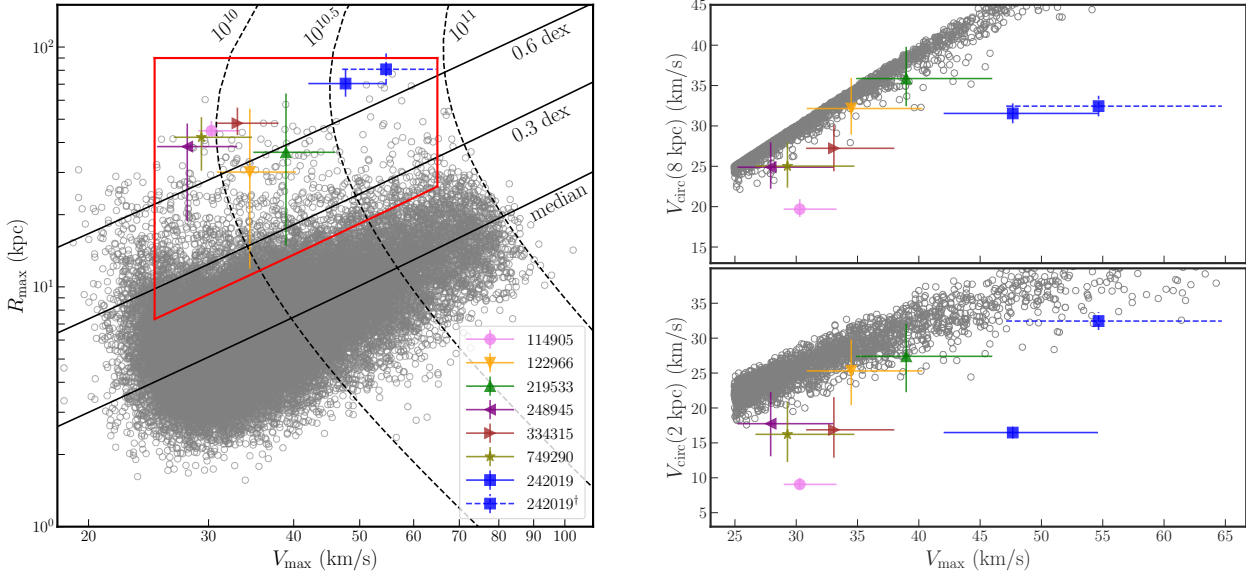 10^10
10^10.5
10^11
0.6 dex
0.3 dex
median
R_max (kpc)
10^2
10^1
10^0
114905
122966
219533
248945
334315
749290
242019
242019†
20 30 40 50 60 70 80 100
V_max (km/s)
V_circ(8 kpc) (km/s)
45
40
35
30
25
20
15
V_circ(2 kpc) (km/s)
35
30
25
20
15
10
5
25 30 35 40 45 50 55 60 65
V_max (km/s)